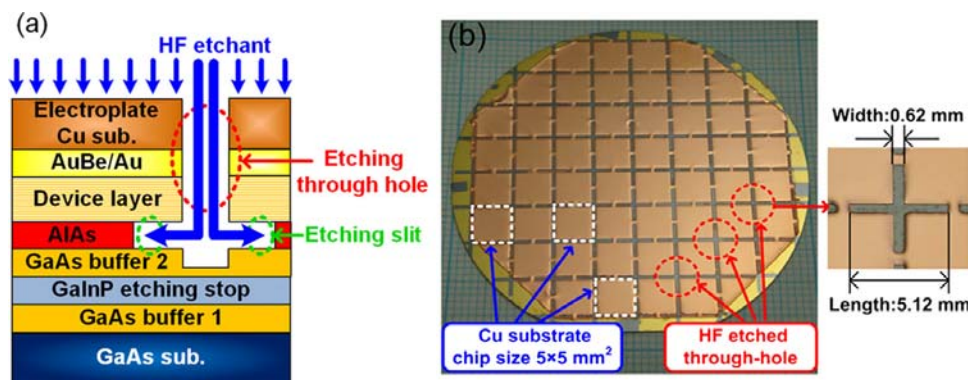 (a)
HF etchant
Electroplate
Cu sub.
AuBe/Au
Device layer
AlAs
GaAs buffer 2
GaInP etching stop
GaAs buffer 1
GaAs sub.
Etching
through hole
Etching slit
(b)
Cu substrate
chip size 5×5 mm²
HF etched
through-hole
Width:0.62 mm
Length:5.12 mm